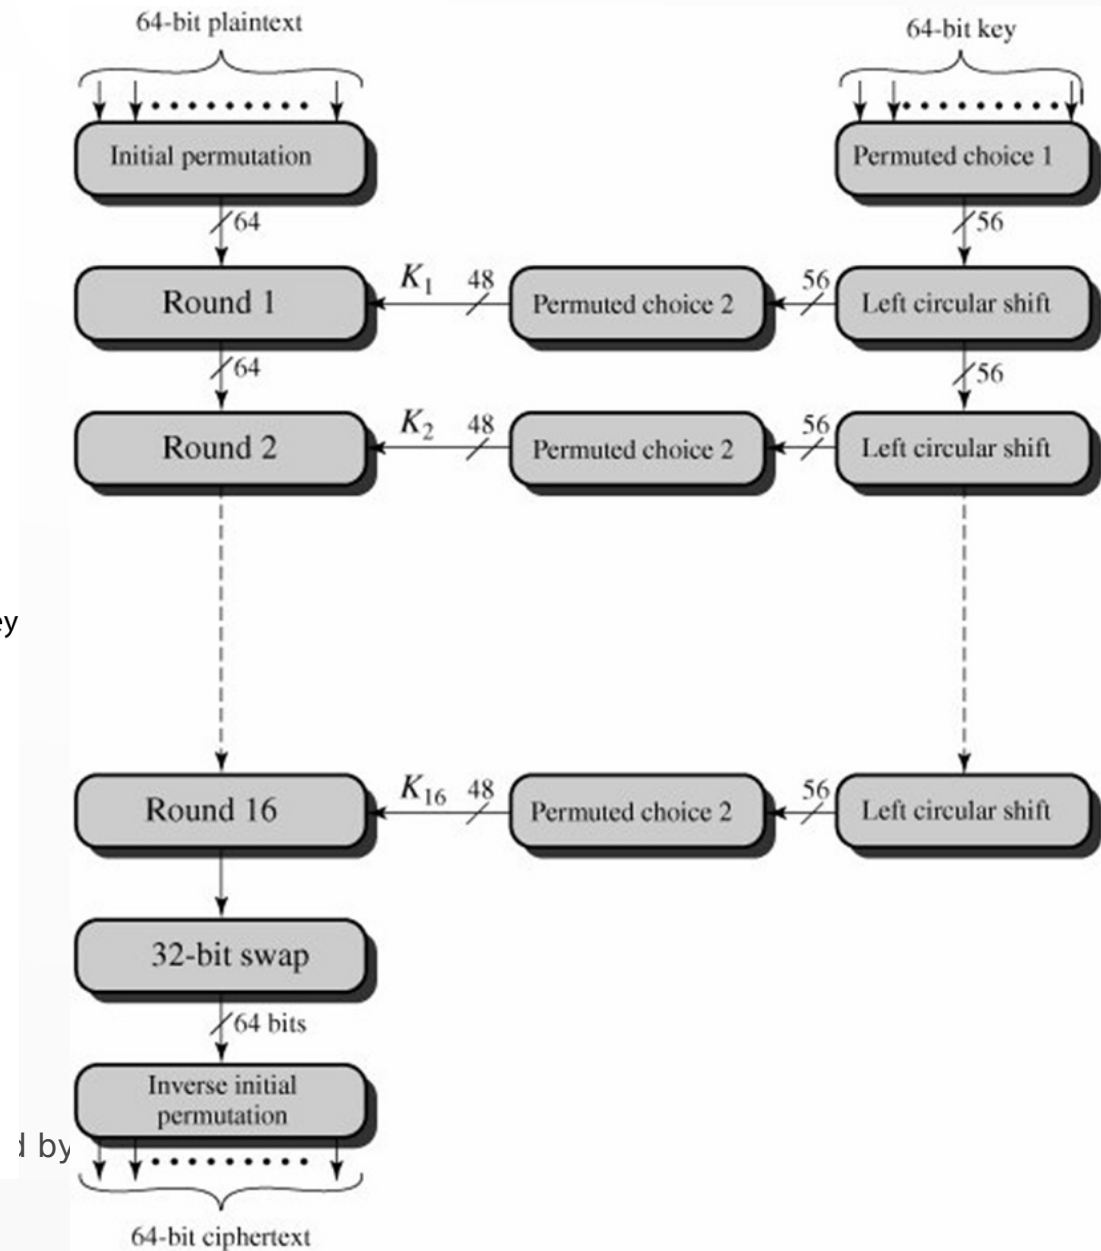 64-bit plaintext
64-bit key
Initial permutation
Permuted choice 1
64
56
Round 1
K1
48
Permuted choice 2
56
Left circular shift
64
56
Round 2
K2
48
Permuted choice 2
56
Left circular shift
Round 16
K16
48
Permuted choice 2
56
Left circular shift
32-bit swap
64 bits
Inverse initial
permutation
by
64-bit ciphertext